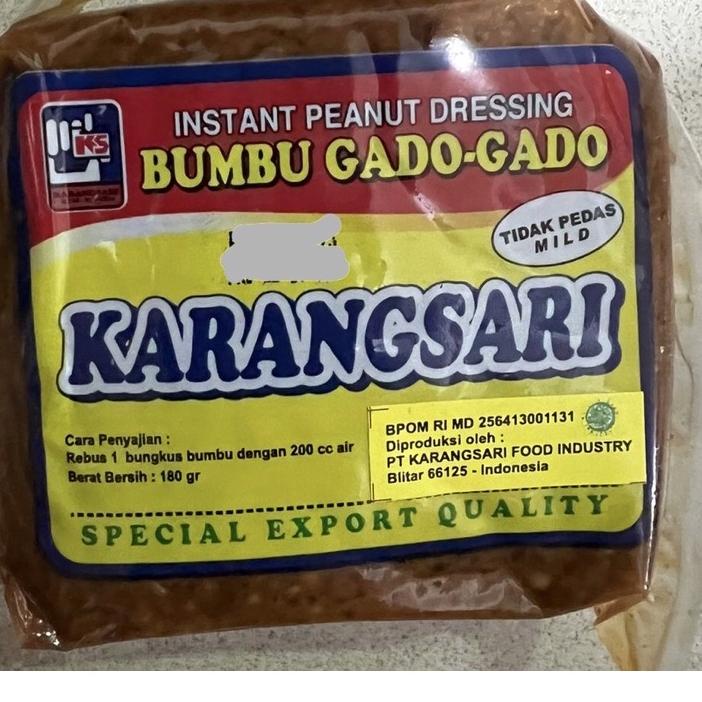 INSTANT PEANUT DRESSING
BUMBU GADO-GADO
KS
TIDAK PEDAS
MILD
KARANGSARI
Cara Penyajian :
Rebus 1 bungkus bumbu dengan 200 cc air
Berat Bersih : 180 gr
BPOM RI MD 256413001131
Diproduksi oleh :
PT KARANGSARI FOOD INDUSTRY
Blitar 66125 - Indonesia
SPECIAL EXPORT QUALITY